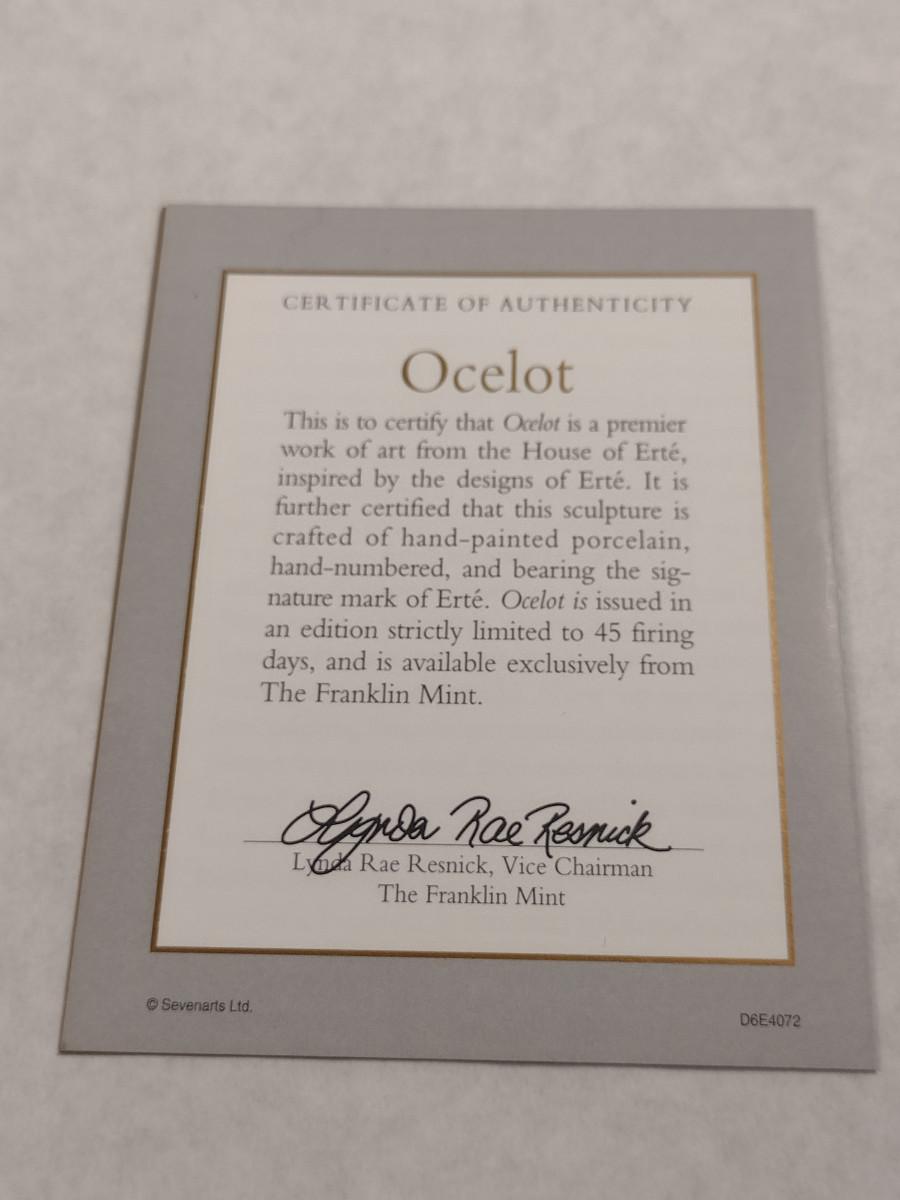 CERTIFICATE OF AUTHENTICITY
Ocelot
This is to certify that Ocelot is a premier
work of art from the House of Erté,
inspired by the designs of Erté. It is
further certified that this sculpture is
crafted of hand-painted porcelain,
hand-numbered, and bearing the sig-
nature mark of Erté. Ocelot is issued in
an edition strictly limited to 45 firing
days, and is available exclusively from
The Franklin Mint.
Lynda Rae Resnick
Lynda Rae Resnick, Vice Chairman
The Franklin Mint
© Sevenarts Ltd.
D6E4072